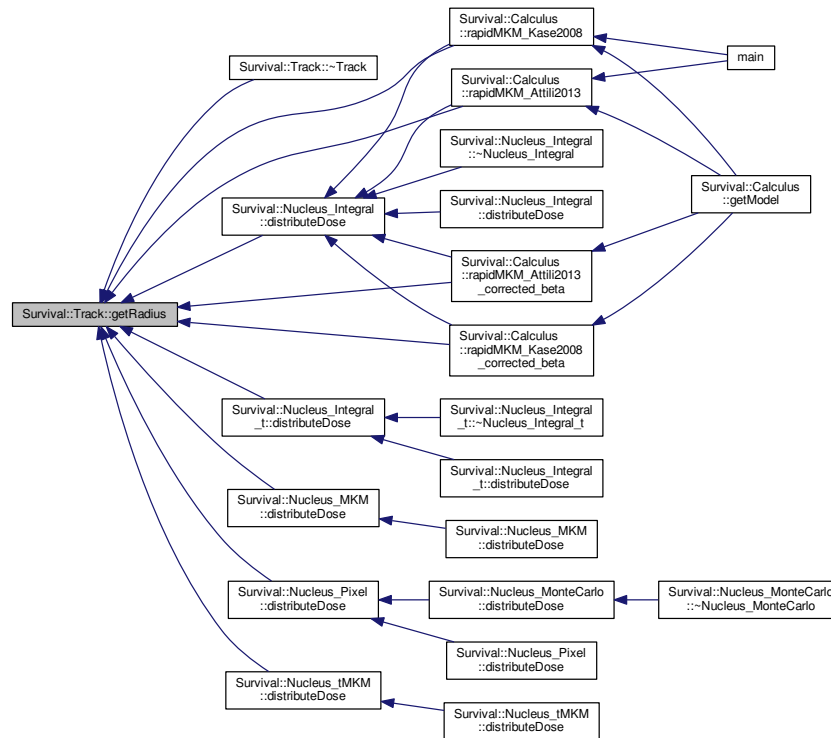 Survival::Calculus
::rapidMKM_Kase2008
main
Survival::Track::~Track
Survival::Calculus
::rapidMKM_Attili2013
Survival::Nucleus_Integral
::~Nucleus_Integral
Survival::Calculus
::getModel
Survival::Nucleus_Integral
::distributeDose
Survival::Nucleus_Integral
::distributeDose
Survival::Calculus
::rapidMKM_Attili2013
_corrected_beta
Survival::Track::getRadius
Survival::Calculus
::rapidMKM_Kase2008
_corrected_beta
Survival::Nucleus_Integral
_t::distributeDose
Survival::Nucleus_Integral
_t::~Nucleus_Integral_t
Survival::Nucleus_Integral
_t::distributeDose
Survival::Nucleus_MKM
::distributeDose
Survival::Nucleus_MKM
::distributeDose
Survival::Nucleus_Pixel
::distributeDose
Survival::Nucleus_MonteCarlo
::distributeDose
Survival::Nucleus_MonteCarlo
::~Nucleus_MonteCarlo
Survival::Nucleus_Pixel
::distributeDose
Survival::Nucleus_tMKM
::distributeDose
Survival::Nucleus_tMKM
::distributeDose